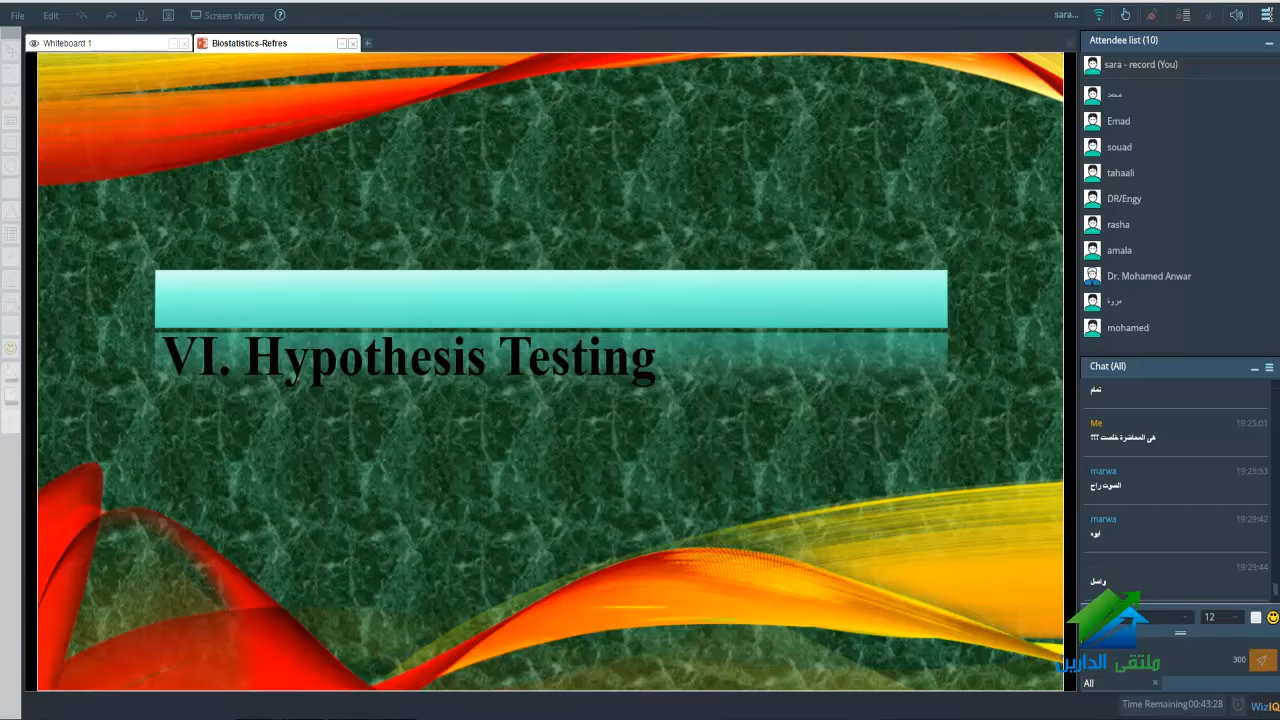 File Edit Screen sharing ? sara...
Whiteboard 1 Biostatistics-Refres
VI. Hypothesis Testing
Attendee list (10)
sara - record (You)
محمد
Emad
souad
tahaali
DR/Engy
rasha
amala
Dr. Mohamed Anwar
مروة
mohamed
Chat (All)
تمام
Me 19:25:01
هى المحاضرة خلصت ؟؟؟
marwa 19:25:53
الصوت راح
marwa 19:29:42
ايوه
19:29:44
واصل
12
ملتقى الدارين
300
All
Time Remaining00:43:28
WizIQ